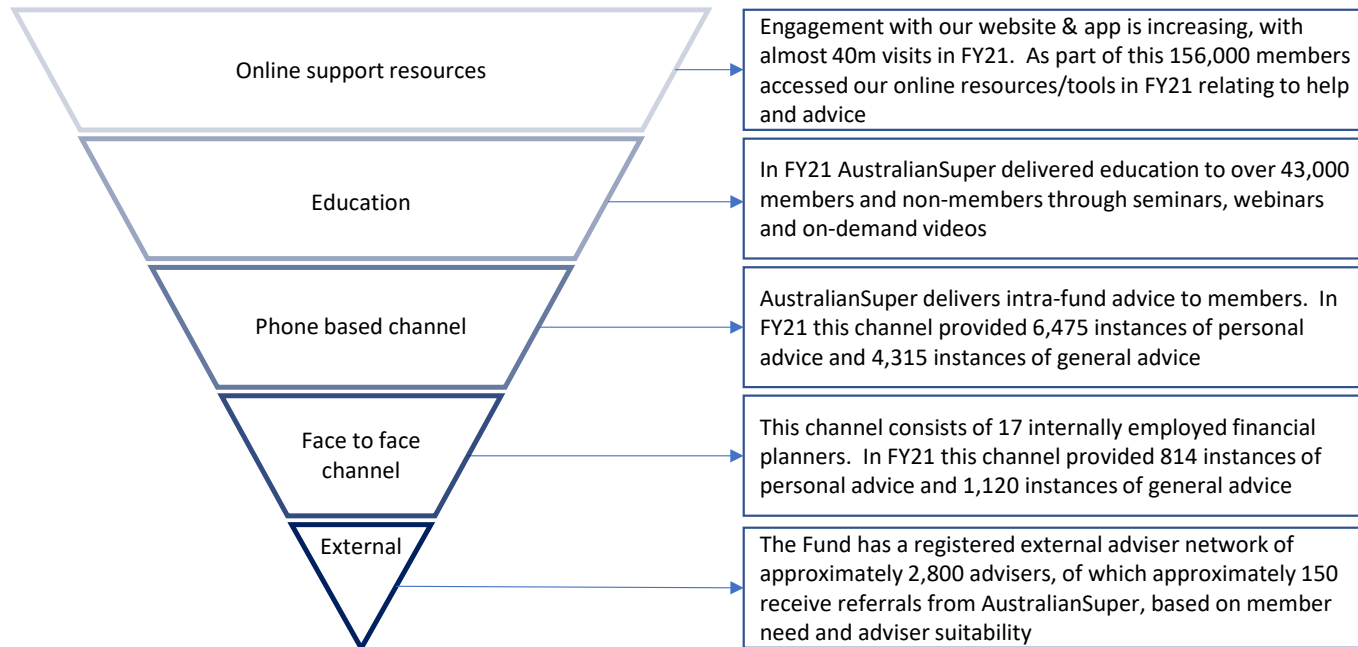 Online support resources
Engagement with our website & app is increasing, with
almost 40m visits in FY21. As part of this 156,000 members
accessed our online resources/tools in FY21 relating to help
and advice
Education
In FY21 AustralianSuper delivered education to over 43,000
members and non-members through seminars, webinars
and on-demand videos
Phone based channel
AustralianSuper delivers intra-fund advice to members. In
FY21 this channel provided 6,475 instances of personal
advice and 4,315 instances of general advice
Face to face
channel
This channel consists of 17 internally employed financial
planners. In FY21 this channel provided 814 instances of
personal advice and 1,120 instances of general advice
External
The Fund has a registered external adviser network of
approximately 2,800 advisers, of which approximately 150
receive referrals from AustralianSuper, based on member
need and adviser suitability